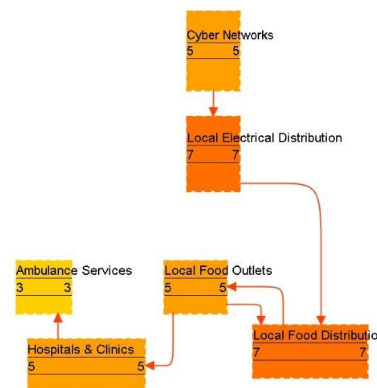 Cyber Networks
5 5
Local Electrical Distribution
7 7
Ambulance Services
3 3
Local Food Outlets
5 5
Hospitals & Clinics
5 5
Local Food Distributio
7 7